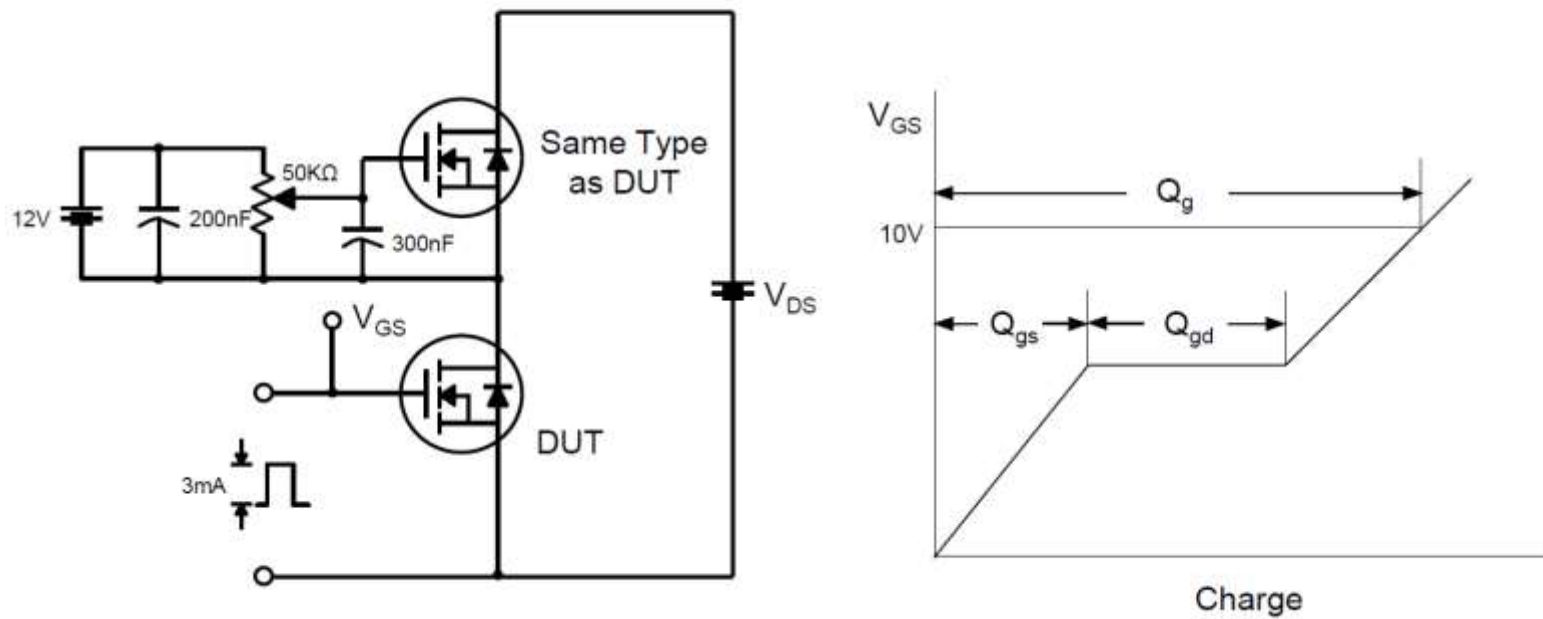 12V
200nF
50KΩ
300nF
Same Type
as DUT
V_DS
V_GS
DUT
3mA
V_GS
Q_g
10V
Q_gs
Q_gd
Charge